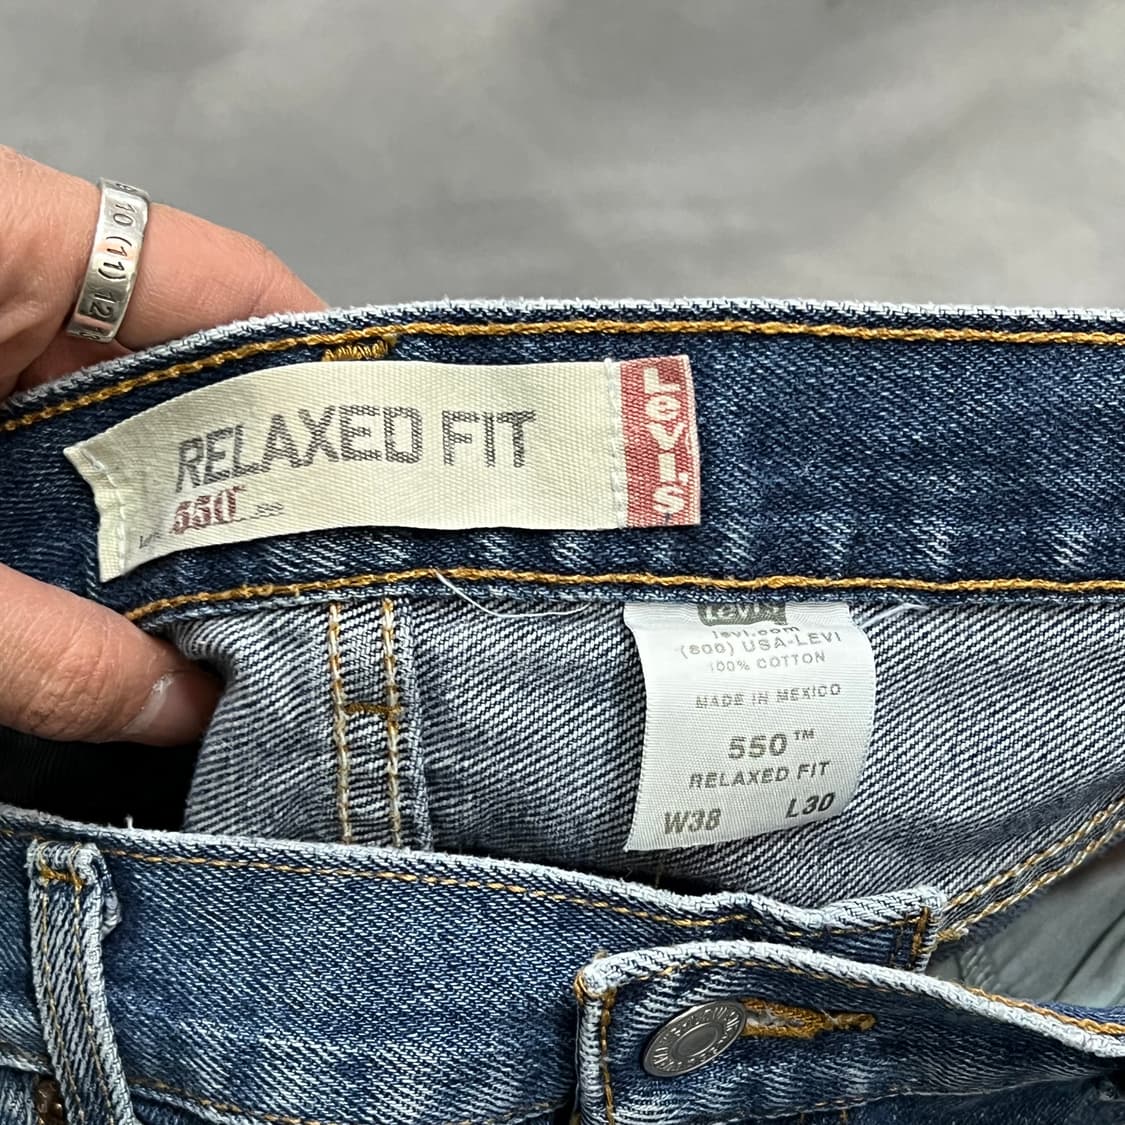 10 (11) 12
RELAXED FIT
550™
Levi's
Levi's
levi.com
(800) USA-LEVI
100% COTTON
MADE IN MEXICO
550™
RELAXED FIT
W38 L30